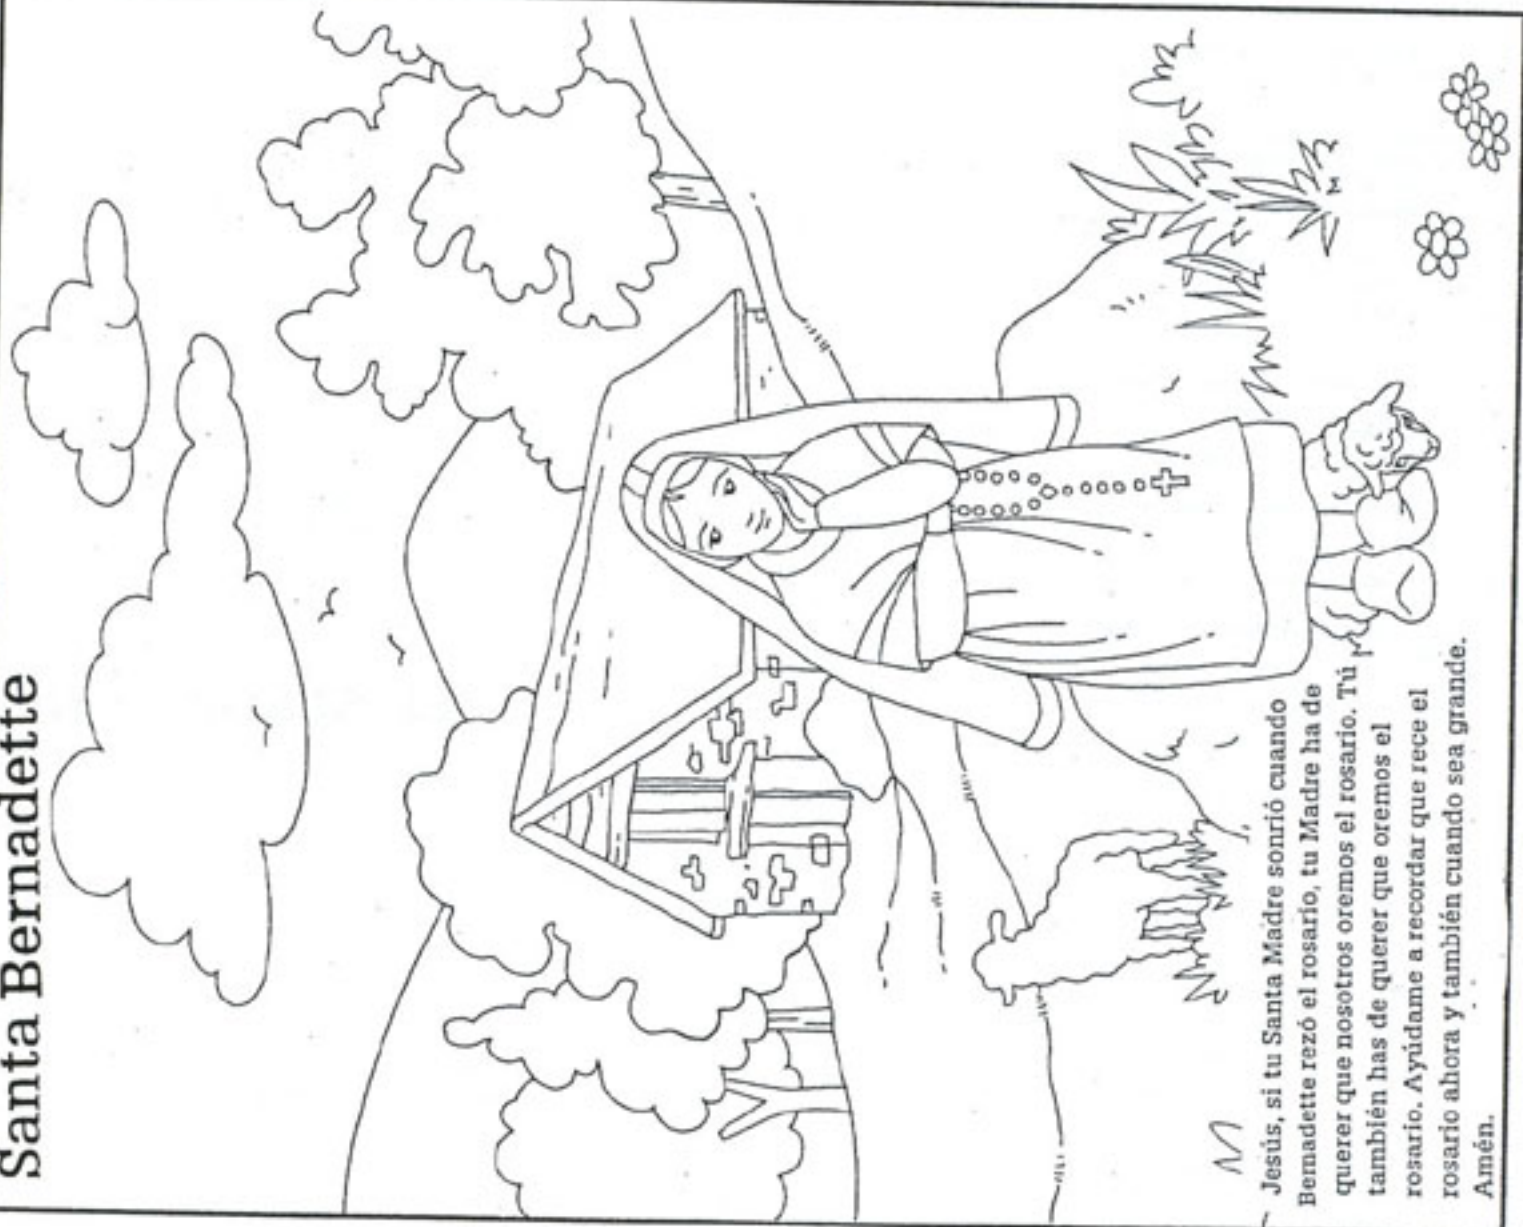 Santa Bernadette
Jesús, si tu Santa Madre sonrió cuando
Bernadette rezó el rosario, tu Madre ha de
querer que nosotros oremos el rosario. Tú
también has de querer que oremos el
rosario. Ayúdame a recordar que rece el
rosario ahora y también cuando sea grande.
Amén.